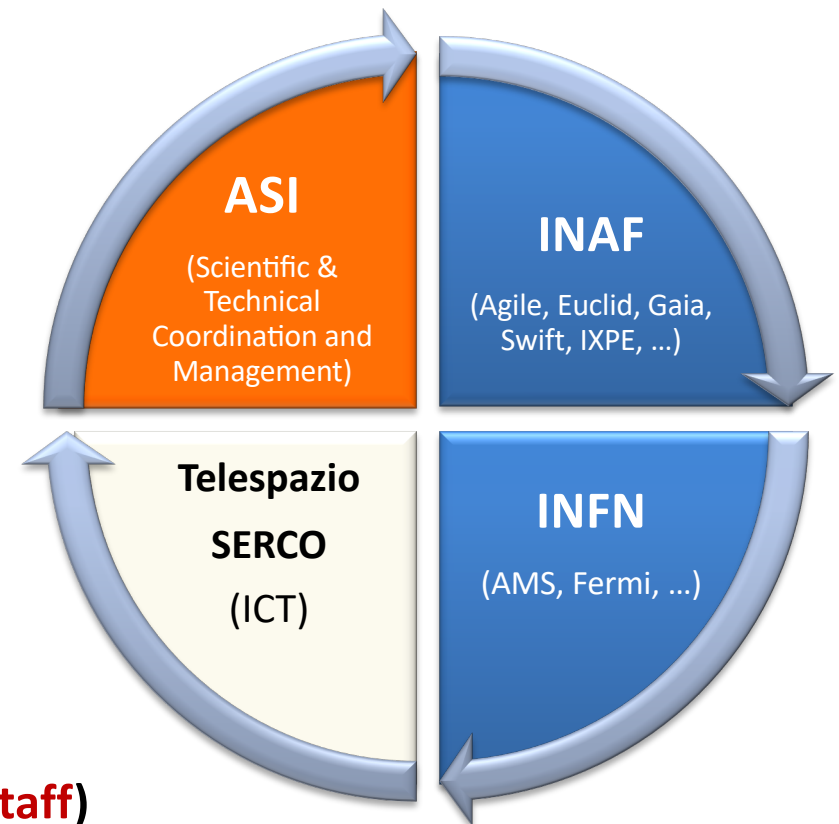 ASI
(Scientific &
Technical
Coordination and
Management)
INAF
(Agile, Euclid, Gaia,
Swift, IXPE, …)
Telespazio
SERCO
(ICT)
INFN
(AMS, Fermi, …)
taff)